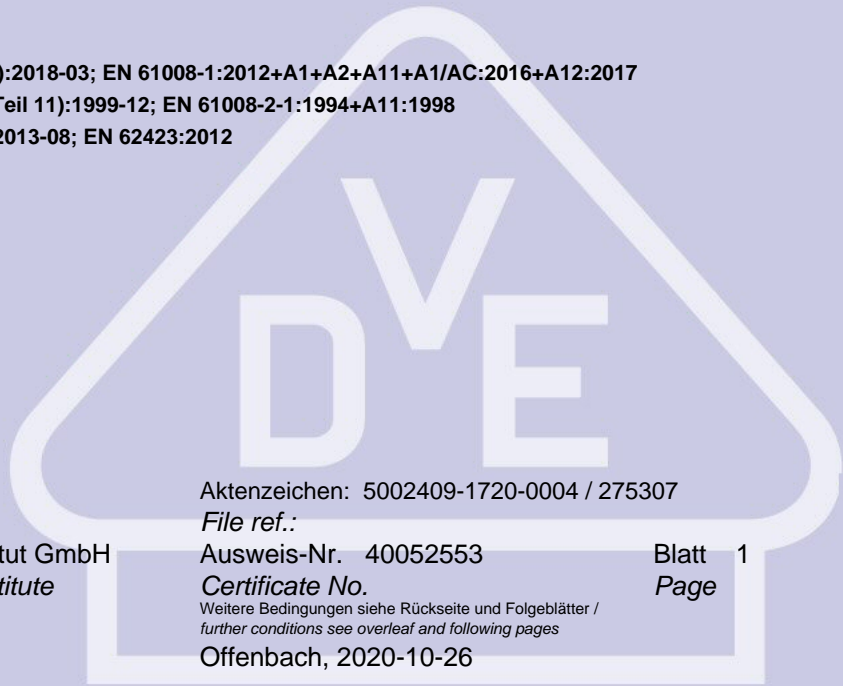 ):2018-03; EN 61008-1:2012+A1+A2+A11+A1/AC:2016+A12:2017
Teil 11):1999-12; EN 61008-2-1:1994+A11:1998
2013-08; EN 62423:2012
DVE
Aktenzeichen: 5002409-1720-0004 / 275307
File ref.:
tut GmbH Ausweis-Nr. 40052553 Blatt 1
titute Certificate No. Page
Weitere Bedingungen siehe Rückseite und Folgeblätter /
further conditions see overleaf and following pages
Offenbach, 2020-10-26